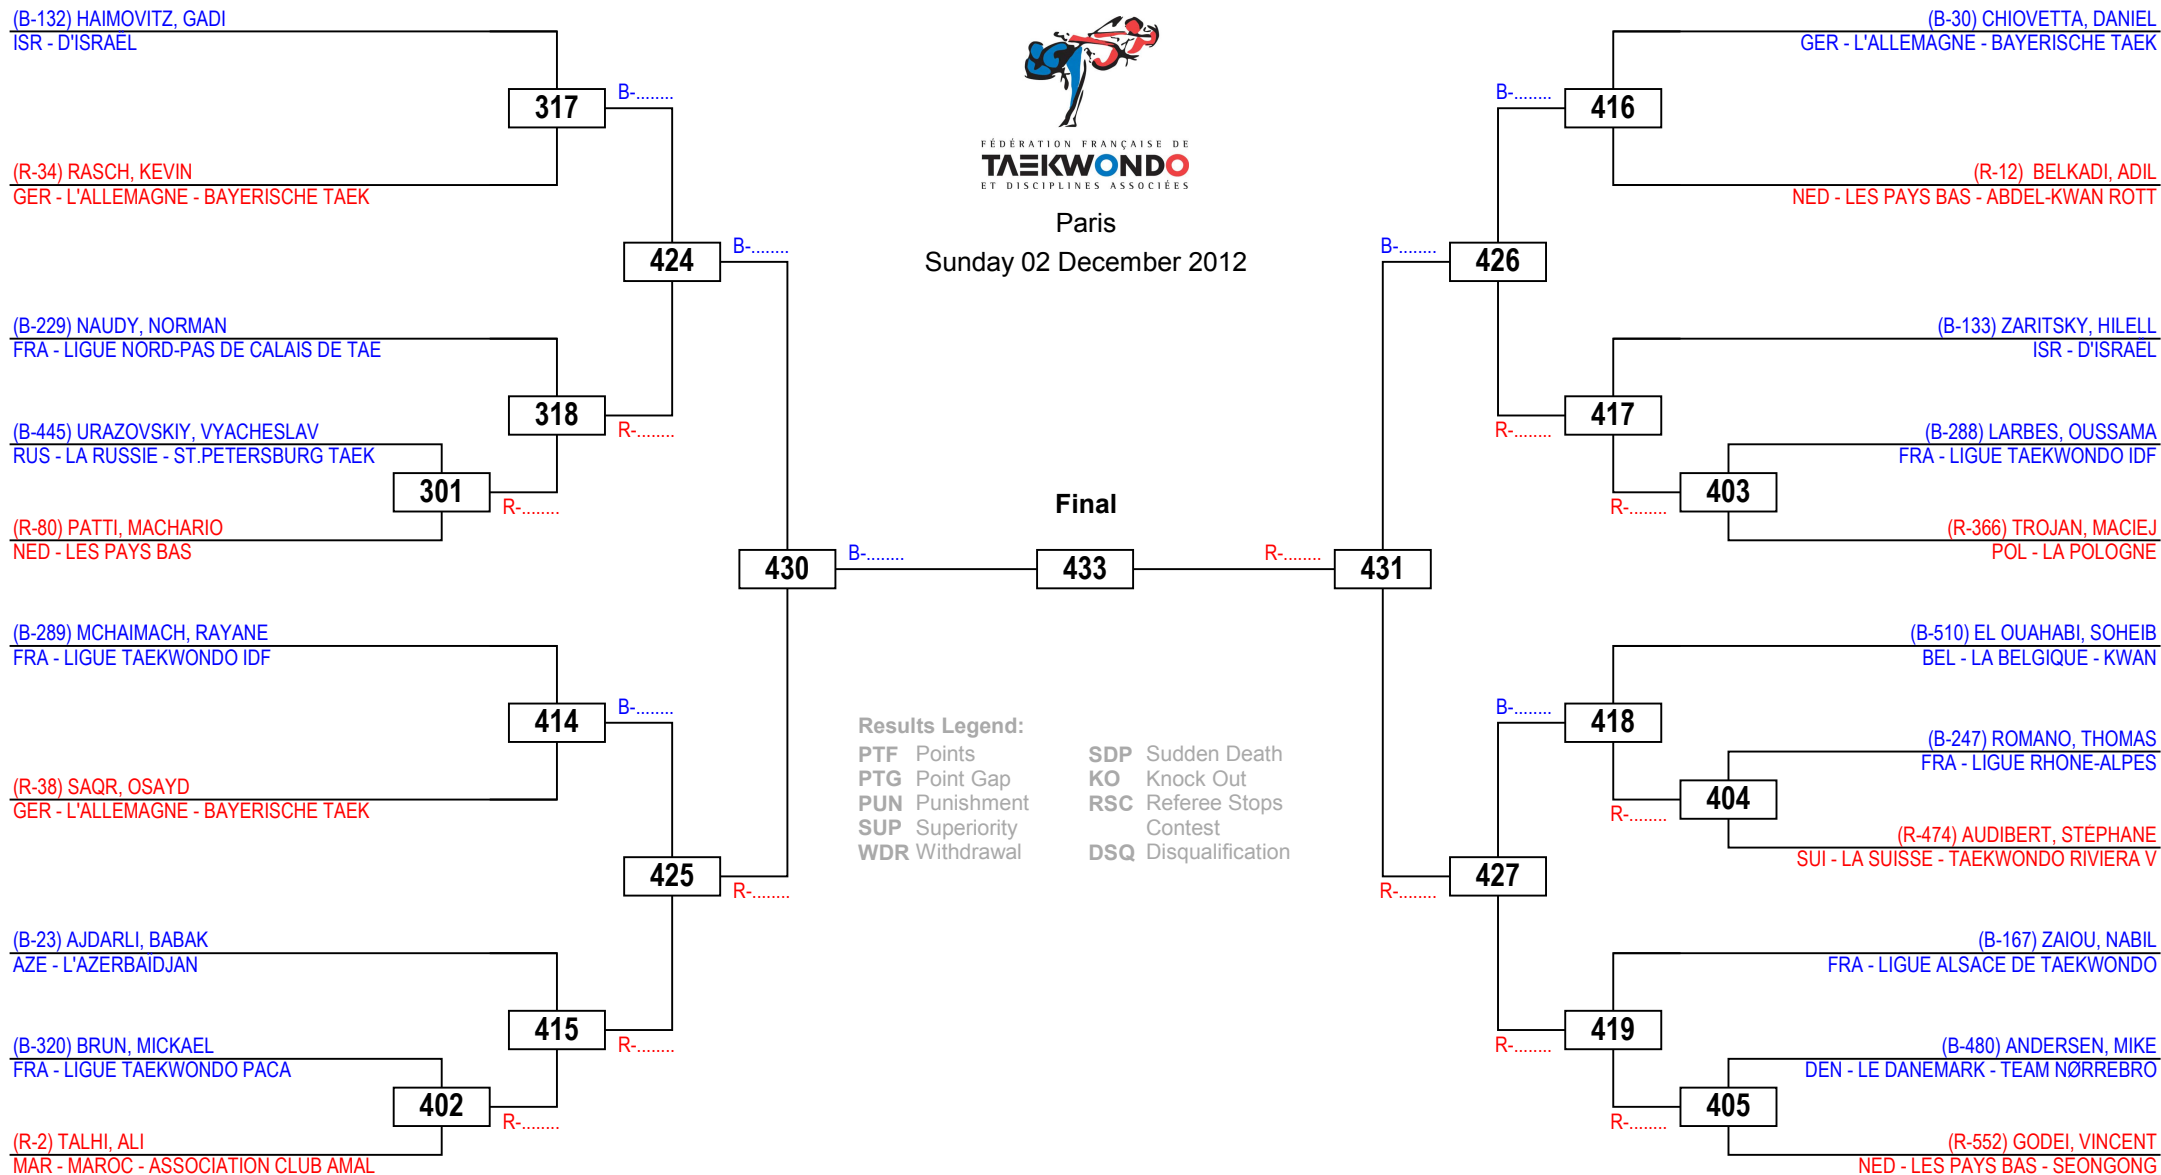 (B-132) HAIMOVITZ, GADI
ISR - D'ISRAËL
317
B-........
(R-34) RASCH, KEVIN
GER - L'ALLEMAGNE - BAYERISCHE TAEK
424
B-........
(B-229) NAUDY, NORMAN
FRA - LIGUE NORD-PAS DE CALAIS DE TAE
318
R-........
(B-445) URAZOVSKIY, VYACHESLAV
RUS - LA RUSSIE - ST.PETERSBURG TAEK
301
R-........
(R-80) PATTI, MACHARIO
NED - LES PAYS BAS
430
B-........
(B-289) MCHAIMACH, RAYANE
FRA - LIGUE TAEKWONDO IDF
414
B-........
(R-38) SAQR, OSAYD
GER - L'ALLEMAGNE - BAYERISCHE TAEK
425
R-........
(B-23) AJDARLI, BABAK
AZE - L'AZERBAÏDJAN
415
R-........
(B-320) BRUN, MICKAEL
FRA - LIGUE TAEKWONDO PACA
402
R-........
(R-2) TALHI, ALI
MAR - MAROC - ASSOCIATION CLUB AMAL
FÉDÉRATION FRANÇAISE DE
TAEKWONDO
ET DISCIPLINES ASSOCIÉES
Paris
Sunday 02 December 2012
Final
433
Results Legend:
PTF Points
PTG Point Gap
PUN Punishment
SUP Superiority
WDR Withdrawal
SDP Sudden Death
KO Knock Out
RSC Referee Stops
Contest
DSQ Disqualification
(B-30) CHIOVETTA, DANIEL
GER - L'ALLEMAGNE - BAYERISCHE TAEK
B-........
416
(R-12) BELKADI, ADIL
NED - LES PAYS BAS - ABDEL-KWAN ROTT
B-........
426
(B-133) ZARITSKY, HILELL
ISR - D'ISRAËL
R-........
417
(B-288) LARBES, OUSSAMA
FRA - LIGUE TAEKWONDO IDF
R-........
403
(R-366) TROJAN, MACIEJ
POL - LA POLOGNE
R-........
431
(B-510) EL OUAHABI, SOHEIB
BEL - LA BELGIQUE - KWAN
B-........
418
(B-247) ROMANO, THOMAS
FRA - LIGUE RHONE-ALPES
R-........
404
(R-474) AUDIBERT, STÉPHANE
SUI - LA SUISSE - TAEKWONDO RIVIERA V
R-........
427
(B-167) ZAIOU, NABIL
FRA - LIGUE ALSACE DE TAEKWONDO
R-........
419
(B-480) ANDERSEN, MIKE
DEN - LE DANEMARK - TEAM NØRREBRO
R-........
405
(R-552) GODEI, VINCENT
NED - LES PAYS BAS - SEONGONG